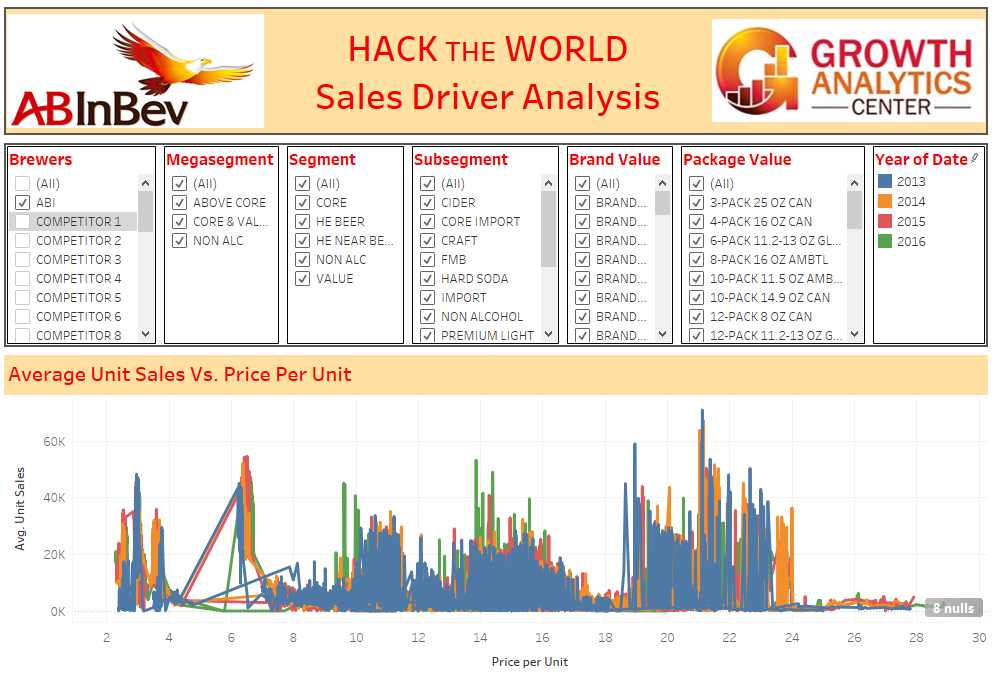 ABInBev
HACK THE WORLD
Sales Driver Analysis
GROWTH
ANALYTICS
CENTER
Brewers
(All)
ABI
COMPETITOR 1
COMPETITOR 2
COMPETITOR 3
COMPETITOR 4
COMPETITOR 5
COMPETITOR 6
COMPETITOR 8
Megasegment
(All)
ABOVE CORE
CORE & VAL...
NON ALC
Segment
(All)
CORE
HE BEER
HE NEAR BE...
NON ALC
VALUE
Subsegment
(All)
CIDER
CORE IMPORT
CRAFT
FMB
HARD SODA
IMPORT
NON ALCOHOL
PREMIUM LIGHT
Brand Value
(All)
BRAND...
BRAND...
BRAND...
BRAND...
BRAND...
BRAND...
BRAND...
BRAND...
Package Value
(All)
3-PACK 25 OZ CAN
4-PACK 16 OZ CAN
6-PACK 11.2-13 OZ GL...
8-PACK 16 OZ AMBTL
10-PACK 11.5 OZ AMB...
10-PACK 14.9 OZ CAN
12-PACK 8 OZ CAN
12-PACK 11.2-13 OZ G...
Year of Date
2013
2014
2015
2016
Average Unit Sales Vs. Price Per Unit
Avg. Unit Sales
60K
40K
20K
0K
8 nulls
2 4 6 8 10 12 14 16 18 20 22 24 26 28 30
Price per Unit